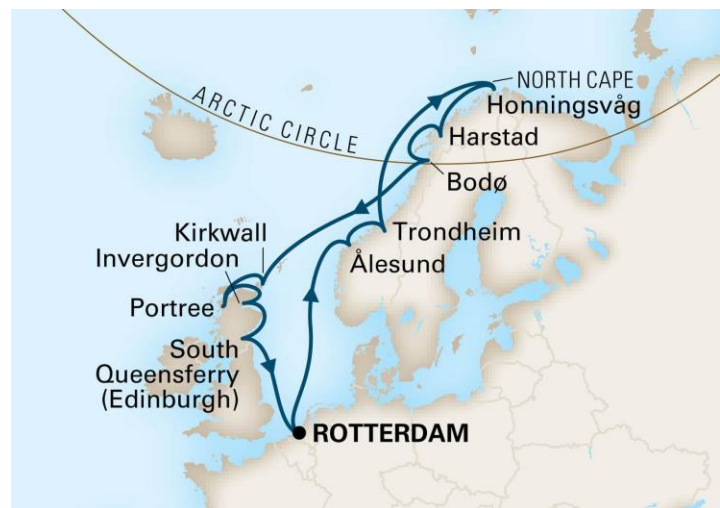 ARCTIC CIRCLE
NORTH CAPE
Honningsvåg
Harstad
Bodø
Kirkwall
Invergordon
Trondheim
Ålesund
Portree
South
Queensferry
(Edinburgh)
ROTTERDAM